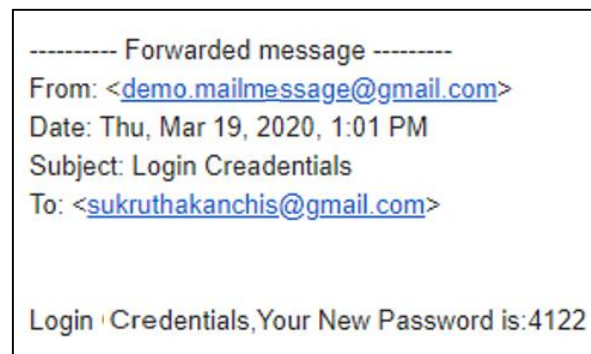 ---------- Forwarded message ---------
From: <demo.mailmessage@gmail.com>
Date: Thu, Mar 19, 2020, 1:01 PM
Subject: Login Creadentials
To: <sukruthakanchis@gmail.com>
Login Credentials,Your New Password is:4122